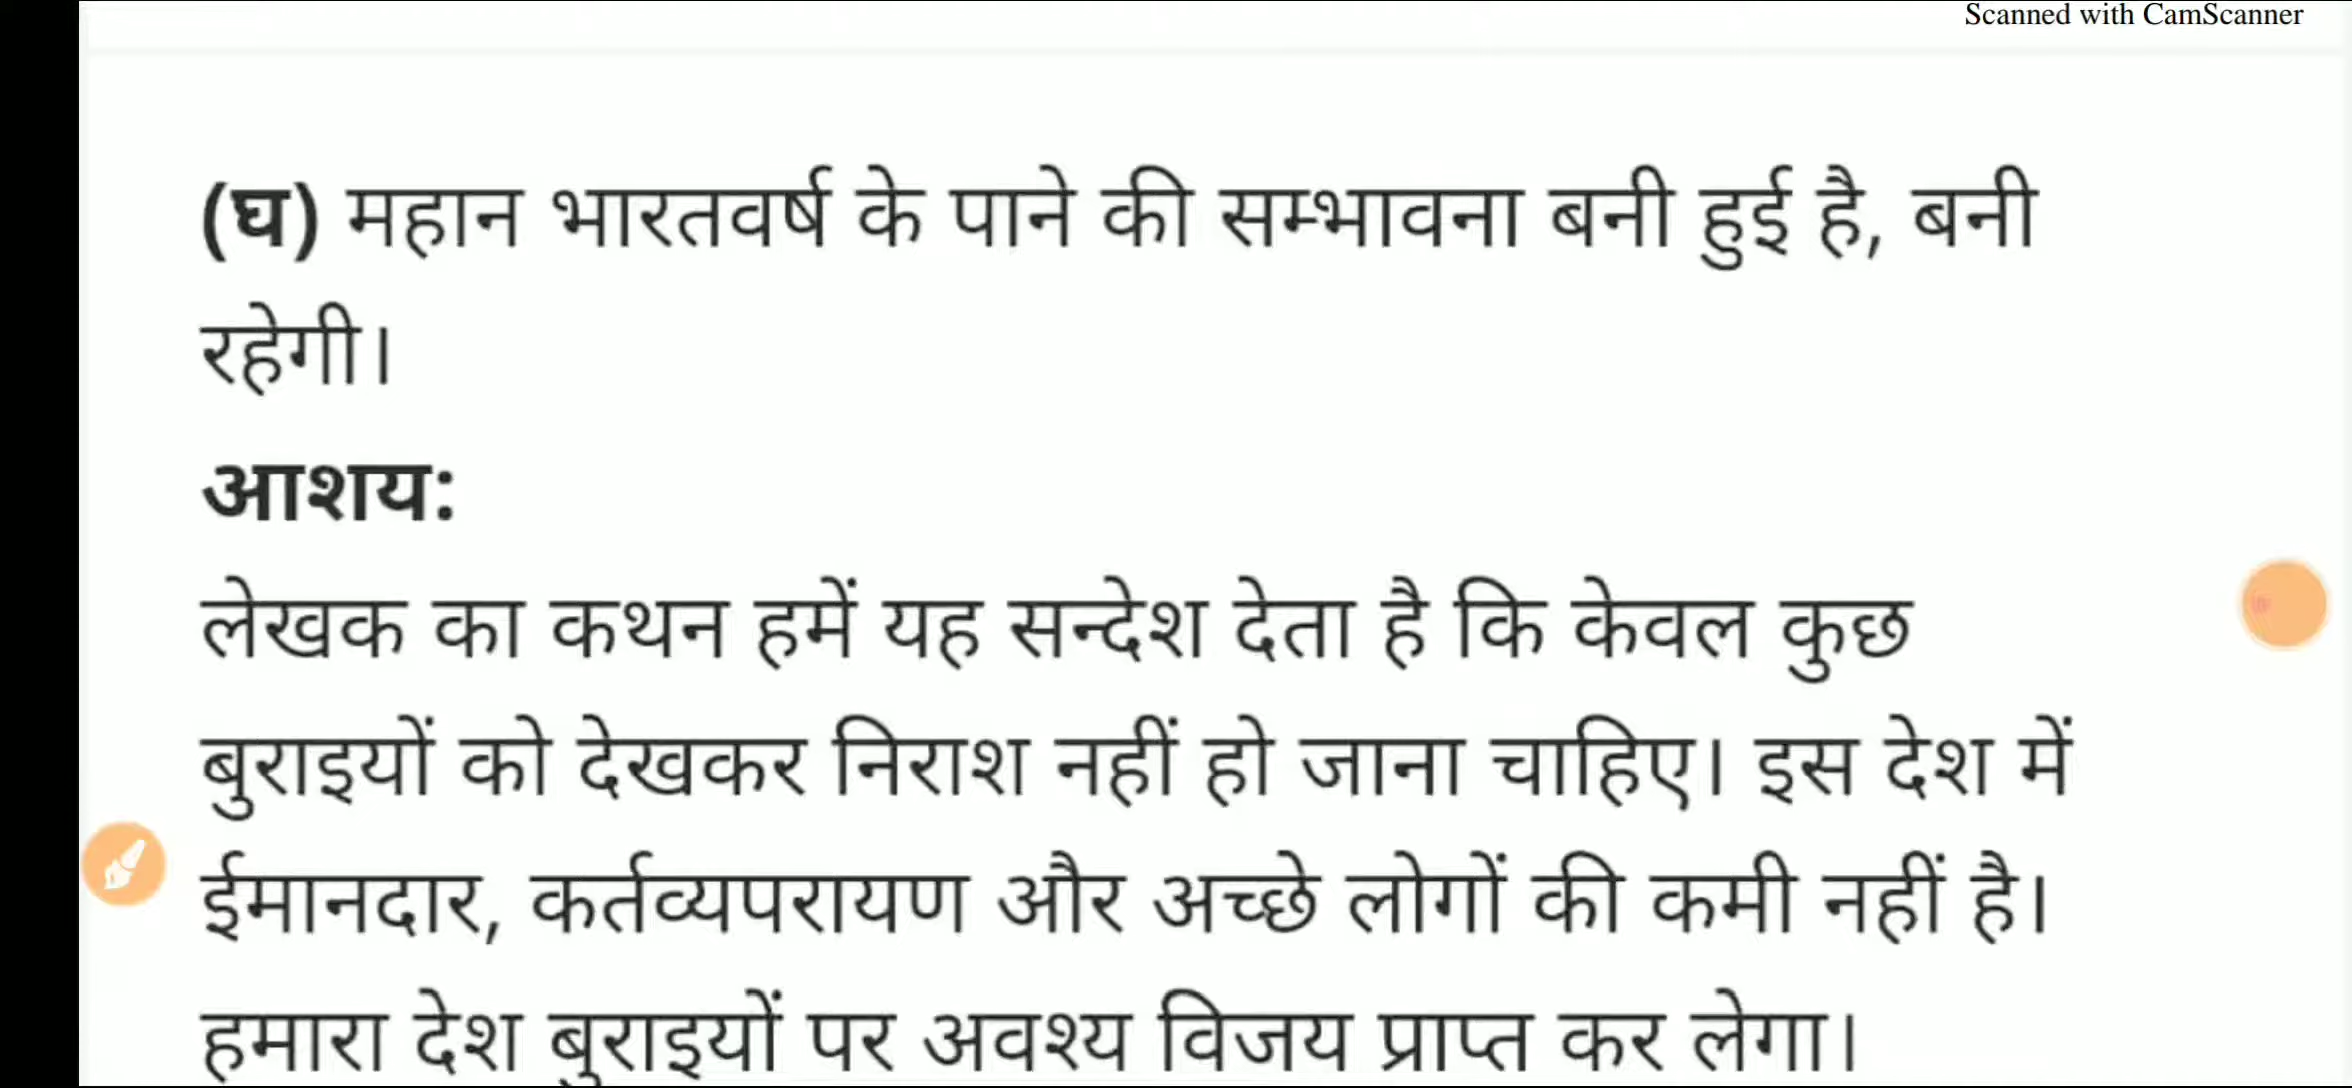 Scanned with CamScanner
(घ) महान भारतवर्ष के पाने की सम्भावना बनी हुई है, बनी
रहेगी।
आशय:
लेखक का कथन हमें यह सन्देश देता है कि केवल कुछ
बुराइयों को देखकर निराश नहीं हो जाना चाहिए। इस देश में
ईमानदार, कर्तव्यपरायण और अच्छे लोगों की कमी नहीं है।
हमारा देश बुराइयों पर अवश्य विजय प्राप्त कर लेगा।